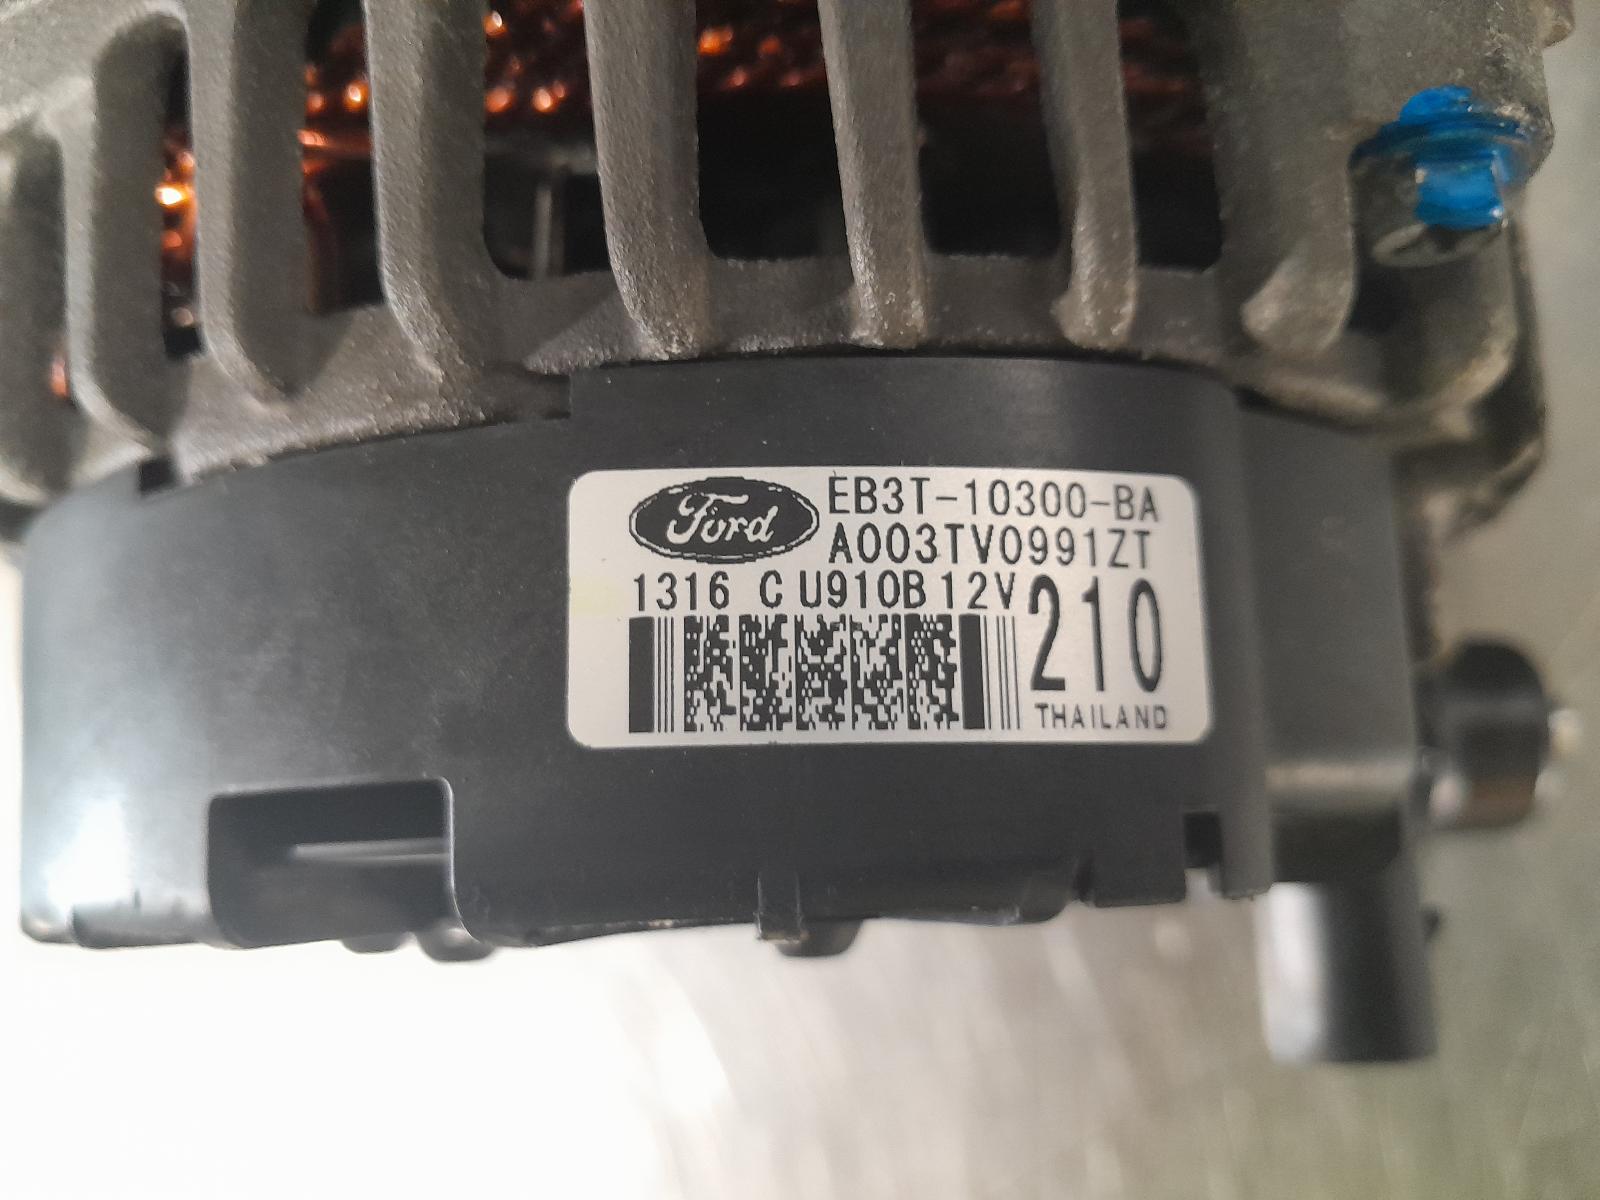 Ford
EB3T-10300-BA
A003TV0991ZT
1316 C U910B 12V
210
THAILAND